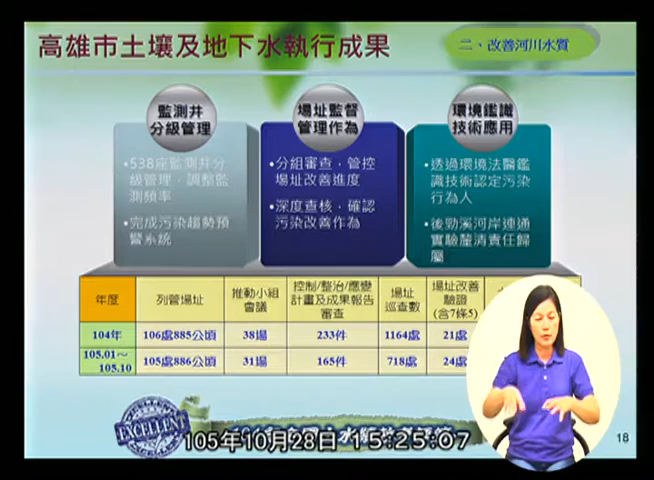 高雄市土壤及地下水執行成果
二、改善河川水質
監測井
分級管理
•538座監測井分
級管理，調整監
測頻率
•完成污染趨勢預
警系統
場址監督
管理作為
•分組審查，管控
場址改善進度
•深度查核，確認
污染改善作為
環境鑑識
技術應用
•透過環境法醫鑑
識技術認定污染
行為人
•後勁溪河岸連通
實驗釐清責任歸
屬
年度 列管場址 推動小組會議 控制/整治/應變計畫及成果報告審查 場址巡查數 場址改善驗證(含7條5)
104年 106處885公頃 38場 233件 1164處 21處
105.01～105.10 105處886公頃 31場 165件 718處 24處
EXCELLENT
105年10月28日 15:25:07
18